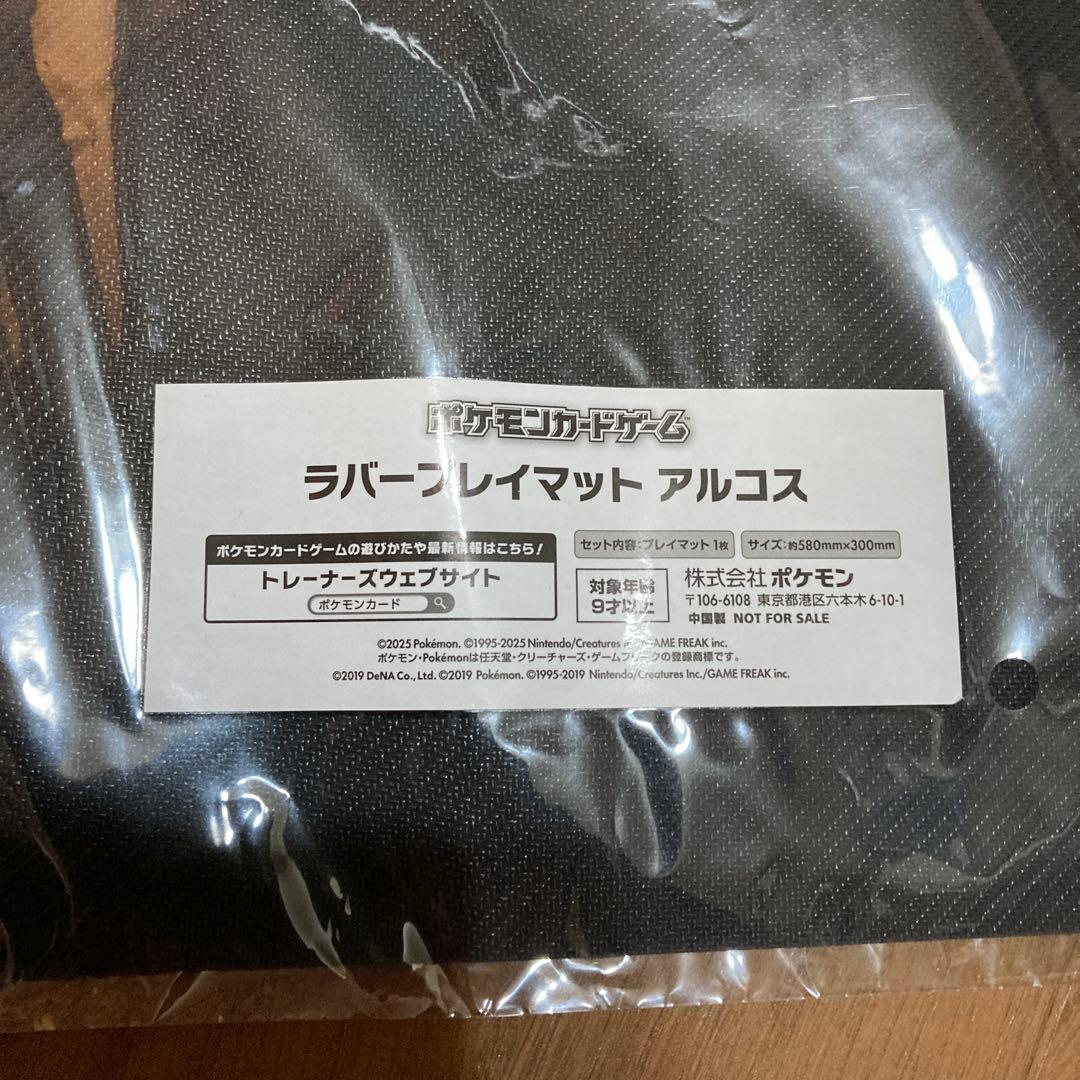 ポケモンカードゲーム™
ラバープレイマット アルコス
ポケモンカードゲームの遊びかたや最新情報はこちら!
トレーナーズウェブサイト
ポケモンカード
セット内容:プレイマット 1枚
サイズ: 約580mm×300mm
対象年齢
9才以上
株式会社 ポケモン
〒106-6108 東京都港区六本木6-10-1
中国製 NOT FOR SALE
©2025 Pokémon. ©1995-2025 Nintendo/Creatures Inc./GAME FREAK inc.
ポケモン・Pokémonは任天堂・クリーチャーズ・ゲームフリークの登録商標です。
©2019 DeNA Co., Ltd. ©2019 Pokémon. ©1995-2019 Nintendo/Creatures Inc./GAME FREAK inc.